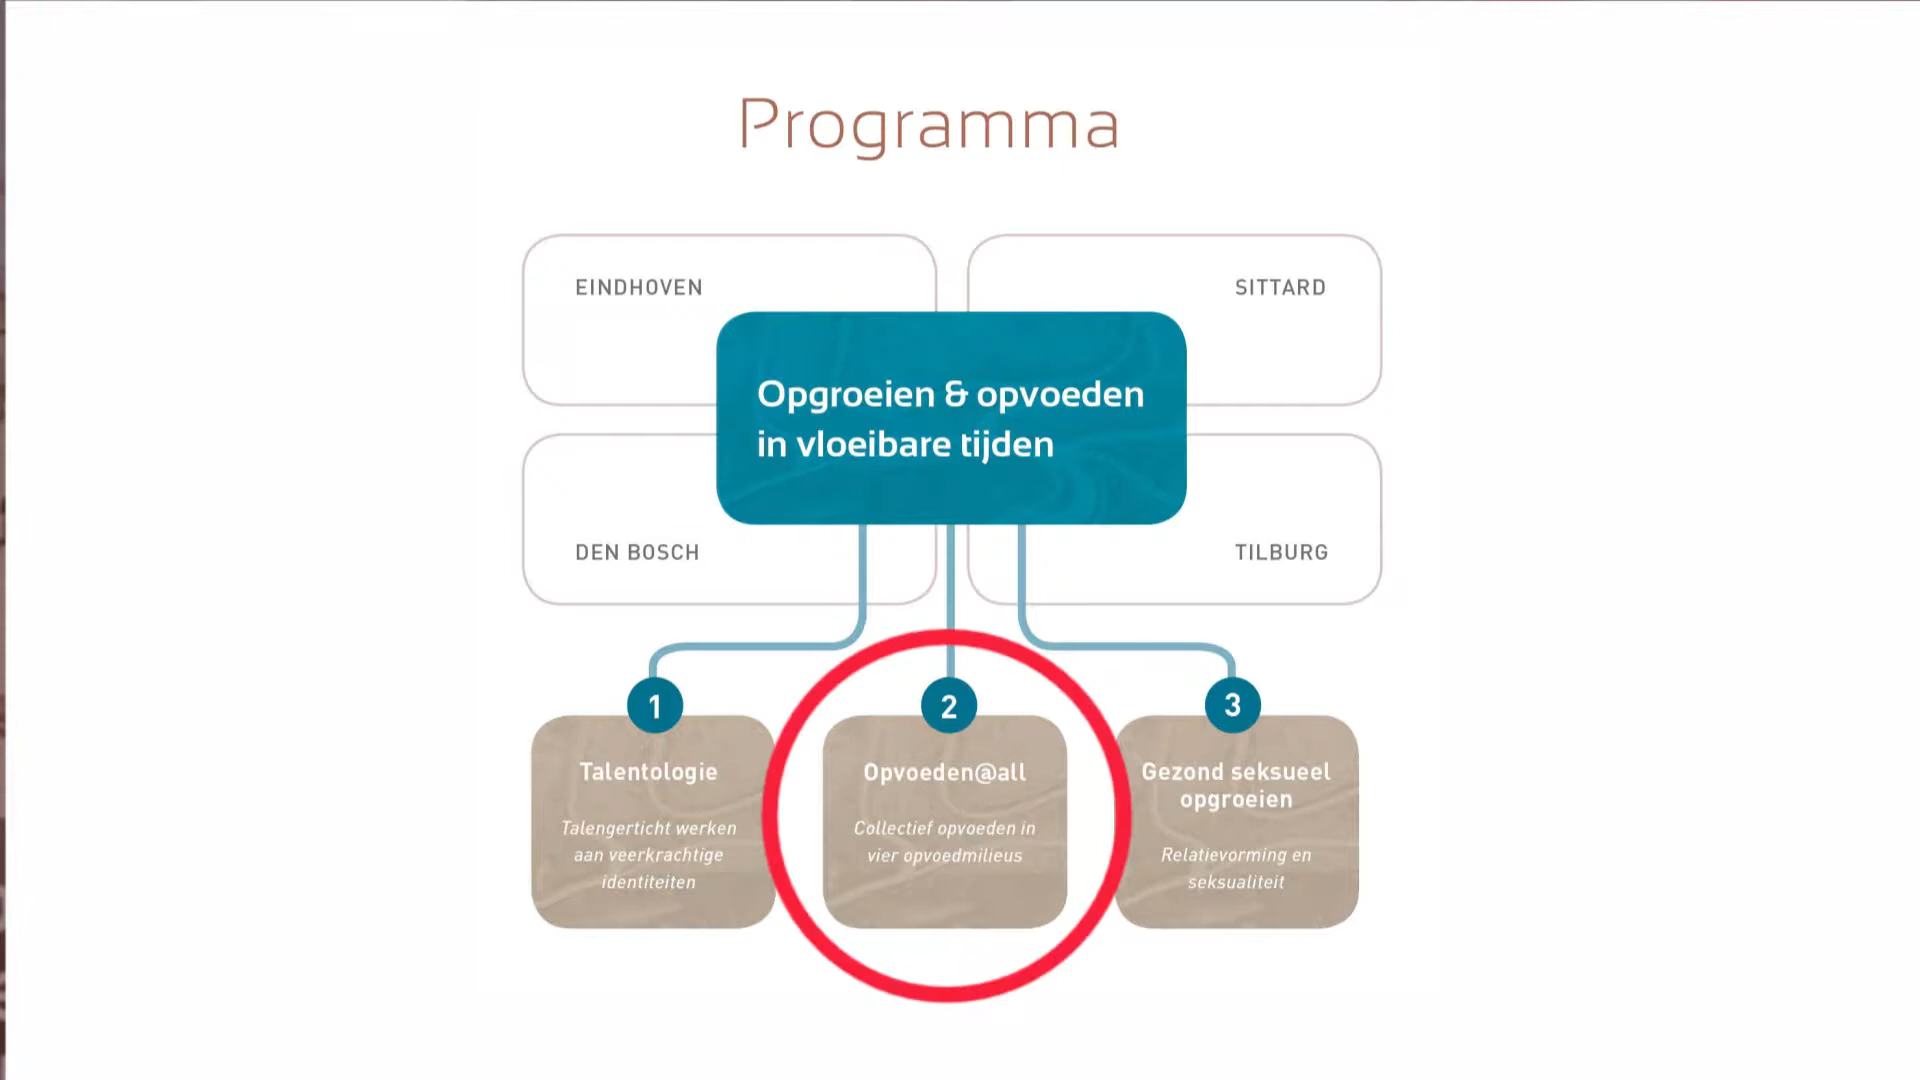 Programma
EINDHOVEN
SITTARD
Opgroeien & opvoeden
in vloeibare tijden
DEN BOSCH
TILBURG
1
Talentologie
Talengerticht werken
aan veerkrachtige
identiteiten
2
Opvoeden@all
Collectief opvoeden in
vier opvoedmilieus
3
Gezond seksueel
opgroeien
Relatievorming en
seksualiteit